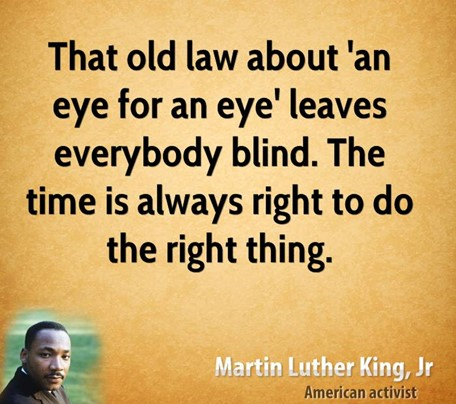 That old law about 'an
eye for an eye' leaves
everybody blind. The
time is always right to do
the right thing.
Martin Luther King, Jr
American activist